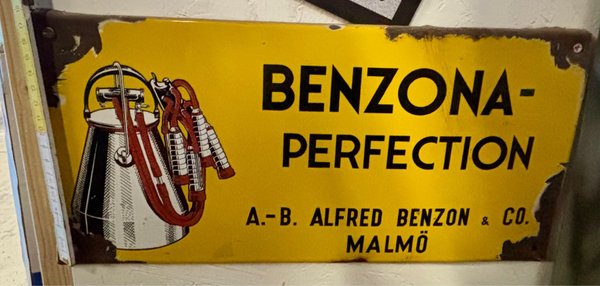 BENZONA-
PERFECTION
A.-B. ALFRED BENZON & CO.
MALMÖ